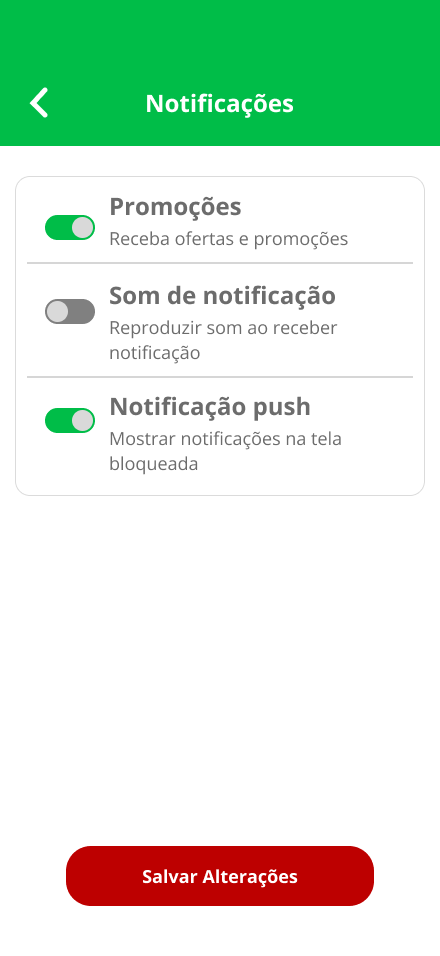 Notificações
Promoções
Receba ofertas e promoções
Som de notificação
Reproduzir som ao receber
notificação
Notificação push
Mostrar notificações na tela
bloqueada
Salvar Alterações